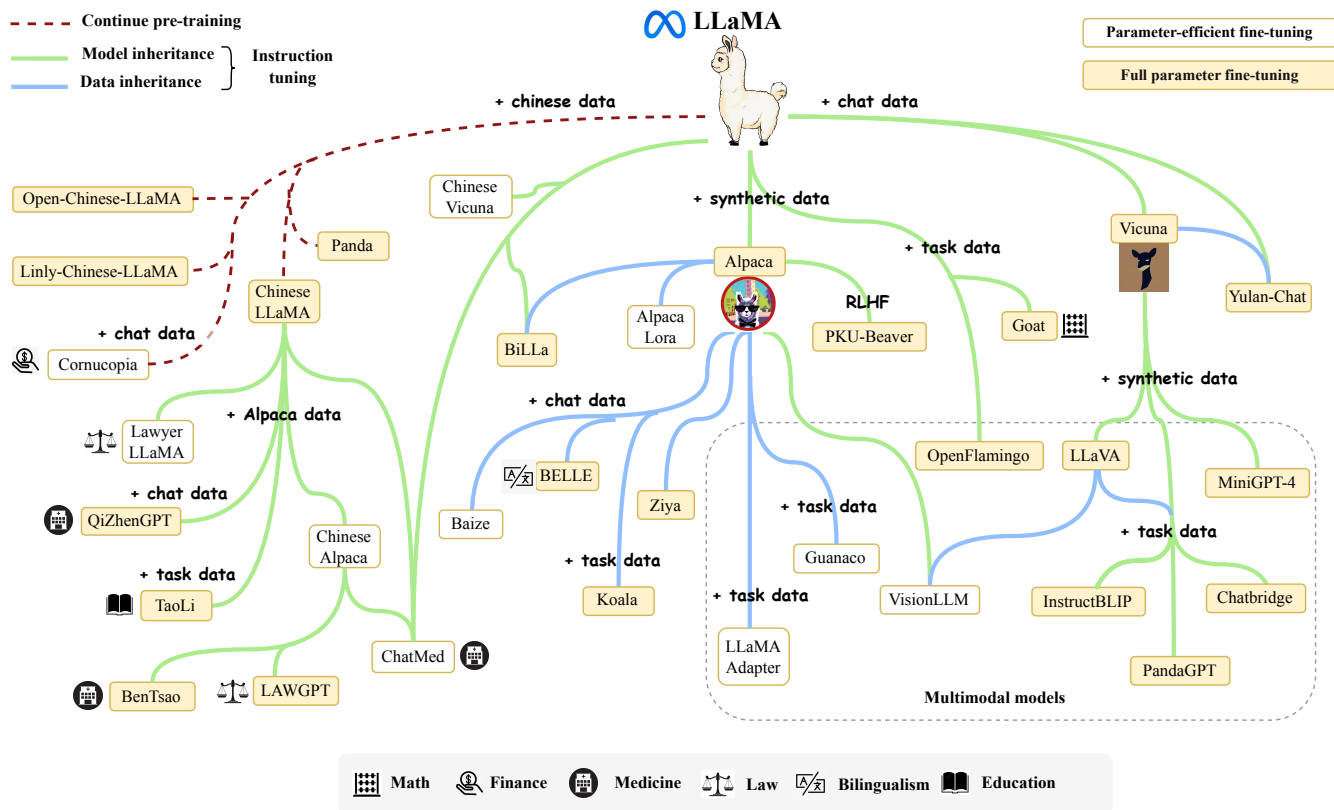 LLaMA
Continue pre-training
Model inheritance
Data inheritance
Instruction
tuning
Parameter-efficient fine-tuning
Full parameter fine-tuning
+ chinese data
+ chat data
Chinese
Vicuna
Open-Chinese-LLaMA
+ synthetic data
Panda
Vicuna
+ task data
Linly-Chinese-LLaMA
Alpaca
Chinese
LLaMA
Yulan-Chat
RLHF
Alpaca
Lora
Goat
+ chat data
PKU-Beaver
BiLLa
Cornucopia
+ synthetic data
+ chat data
+ Alpaca data
Lawyer
LLaMA
OpenFlamingo
LLaVA
BELLE
MiniGPT-4
+ chat data
Ziya
+ task data
QiZhenGPT
Baize
Chinese
Alpaca
+ task data
Guanaco
+ task data
+ task data
TaoLi
Koala
+ task data
VisionLLM
InstructBLIP
Chatbridge
ChatMed
LLaMA
Adapter
PandaGPT
BenTsao
LAWGPT
Multimodal models
Math
Finance
Medicine
Law
Bilingualism
Education